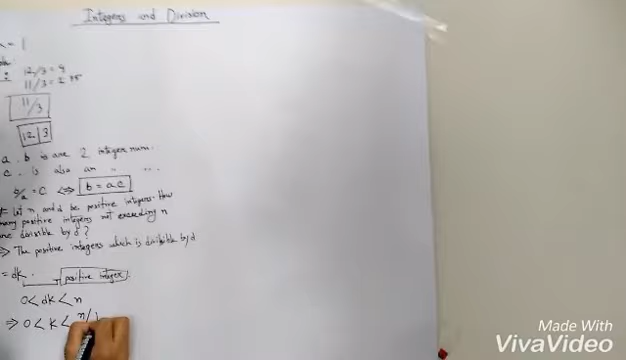 Integers and Division
= 1
12/3 = 4
11/3 =
11/3
12|3
a, b is are 2 integer num.
c is also an " "
b/a = c ⇔ b = ac
Let n and d be positive integers. How
many positive integers not exceeding n
are divisible by d?
⇒ The positive integers which is divisible by d
= dk. positive integer.
0 < dk < n
⇒ 0 < k < n/
Made With
VivaVideo